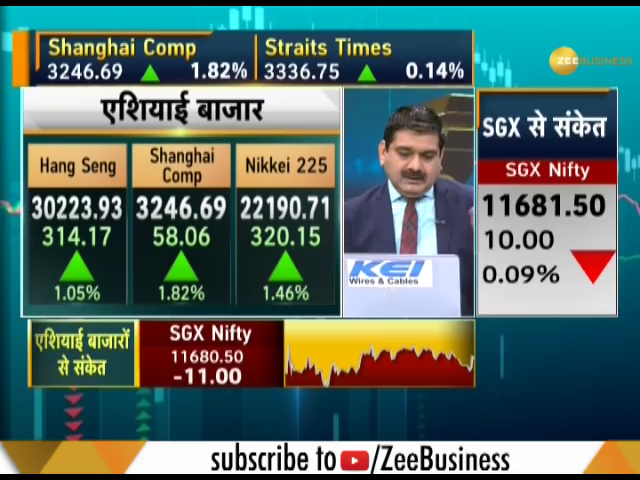 Shanghai Comp
3246.69 ▲ 1.82%
Straits Times
3336.75 ▲ 0.14%
ZEE BUSINESS
एशियाई बाजार
Hang Seng
30223.93
314.17
▲
1.05%
Shanghai
Comp
3246.69
58.06
▲
1.82%
Nikkei 225
22190.71
320.15
▲
1.46%
KEI
Wires & Cables
SGX से संकेत
SGX Nifty
11681.50
10.00
0.09% ▼
एशियाई बाजारों
से संकेत
SGX Nifty
11680.50
-11.00
subscribe to /ZeeBusiness